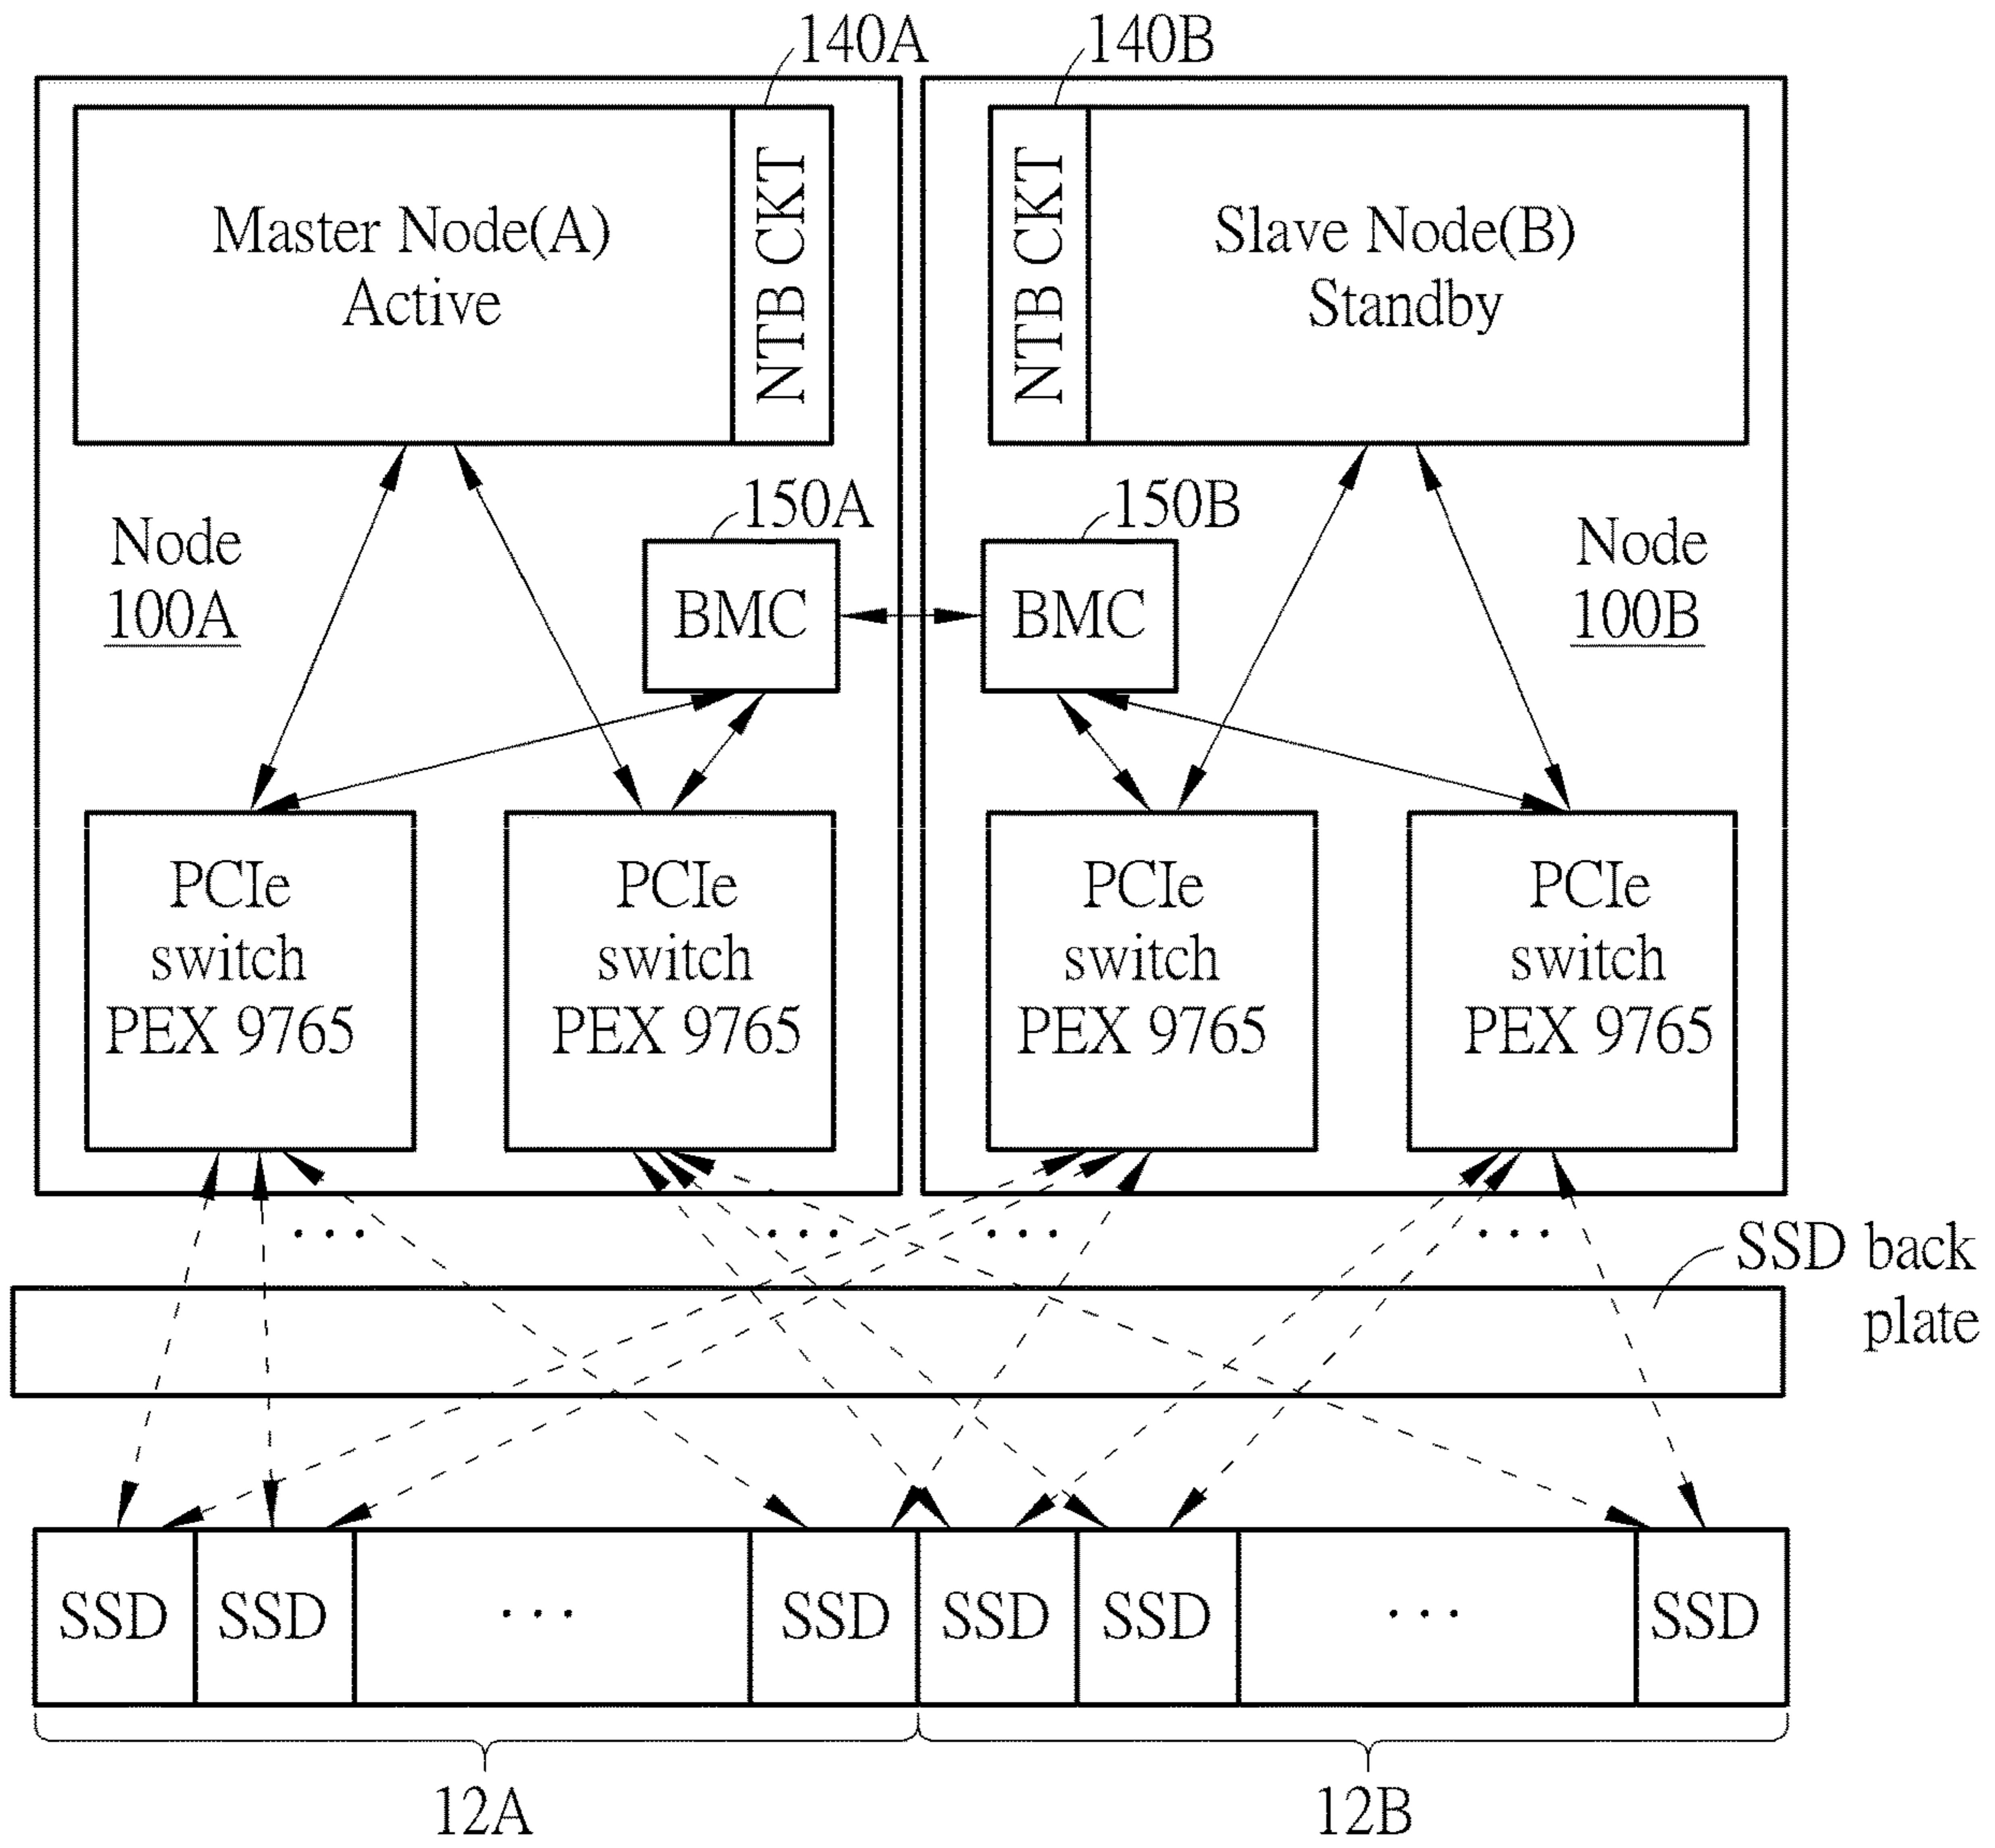 140A
140B
Master Node(A)
Active
NTB CKT
NTB CKT
Slave Node(B)
Standby
150A
150B
Node
100A
BMC
BMC
Node
100B
PCIe
switch
PEX 9765
PCIe
switch
PEX 9765
PCIe
switch
PEX 9765
PCIe
switch
PEX 9765
...
...
...
...
SSD back
plate
SSD
SSD
...
SSD
SSD
SSD
...
SSD
12A
12B